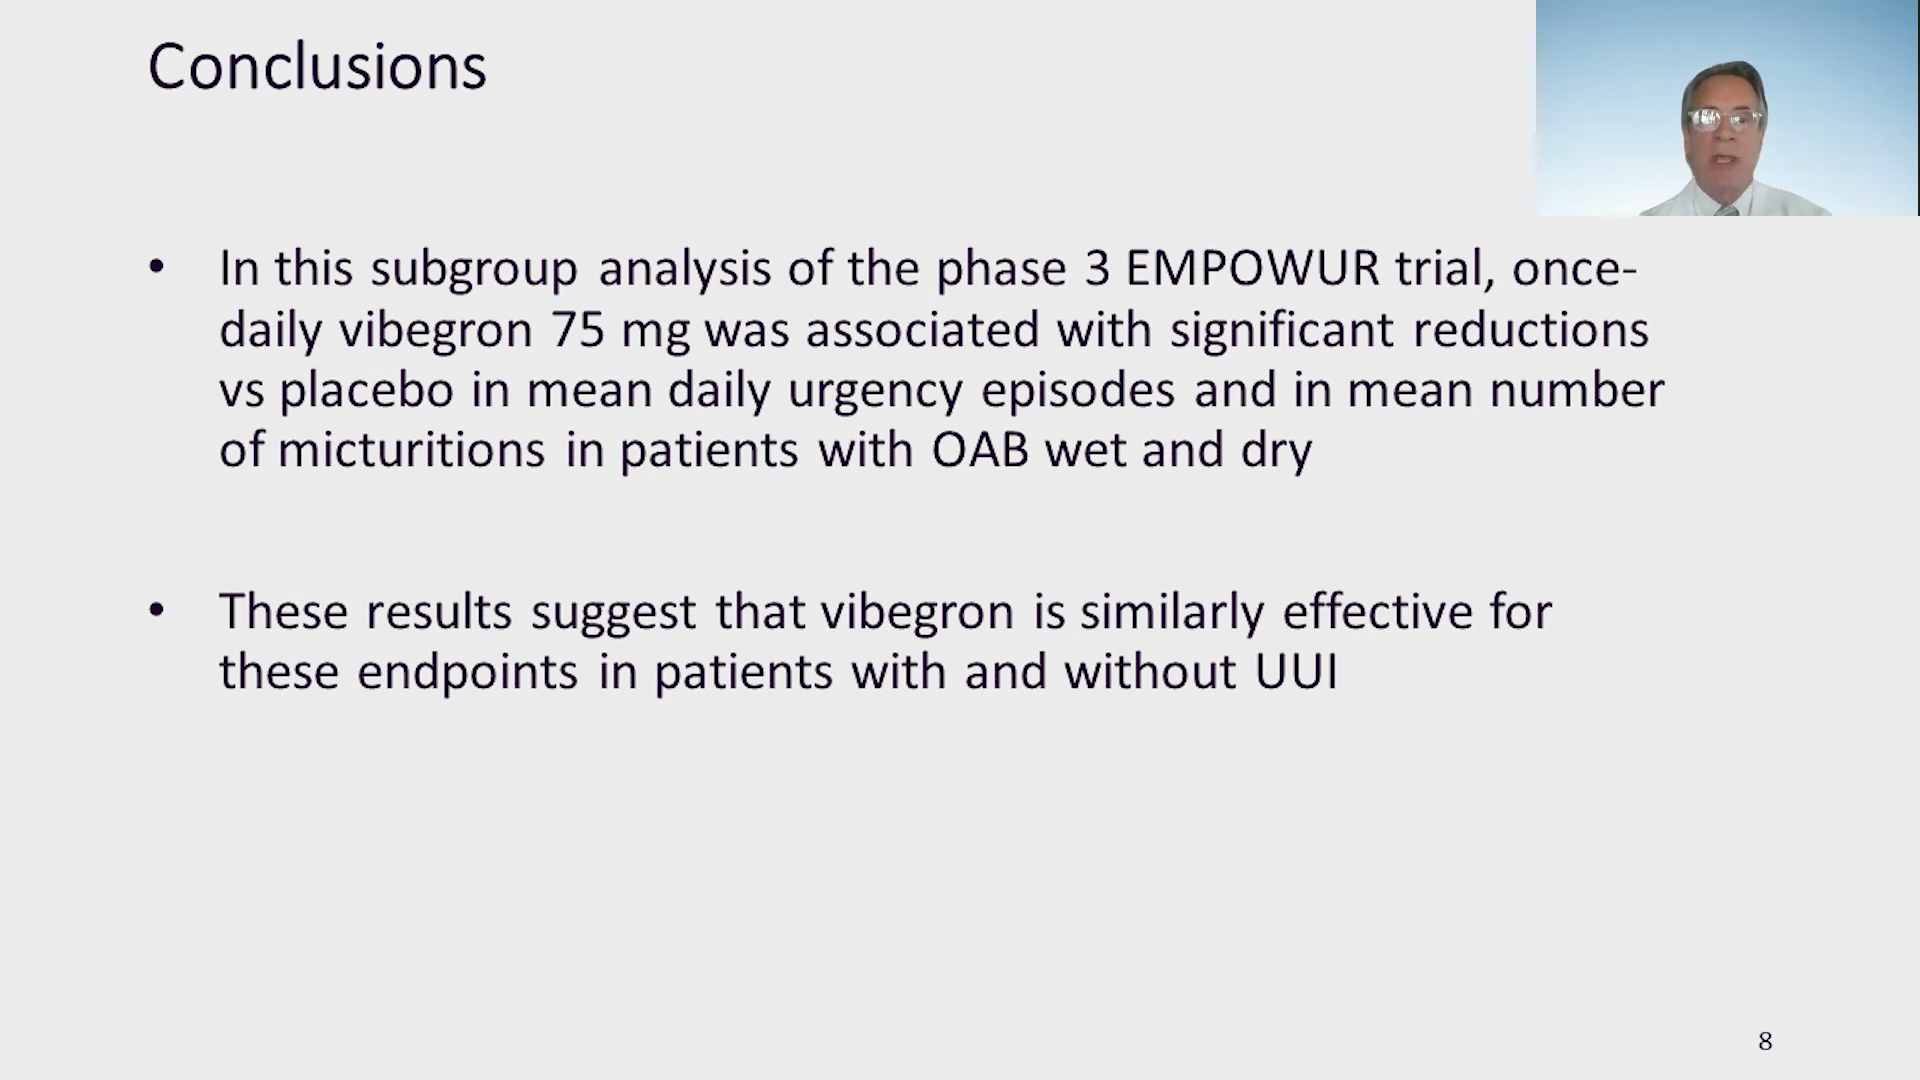 Conclusions
• In this subgroup analysis of the phase 3 EMPOWUR trial, once-
daily vibegron 75 mg was associated with significant reductions
vs placebo in mean daily urgency episodes and in mean number
of micturitions in patients with OAB wet and dry
• These results suggest that vibegron is similarly effective for
these endpoints in patients with and without UUI
8